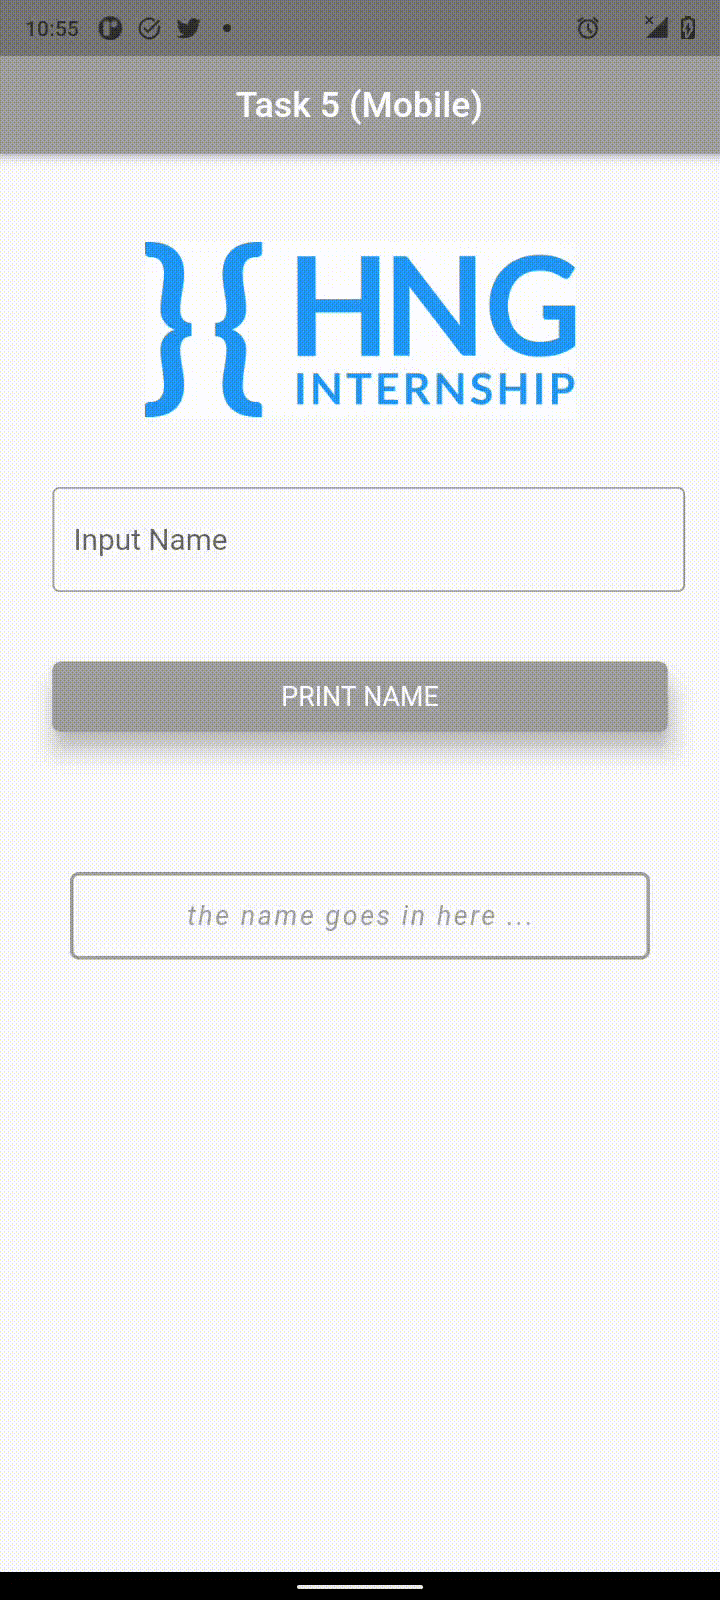 10:55
Task 5 (Mobile)
HNG
INTERNSHIP
Input Name
PRINT NAME
the name goes in here ...